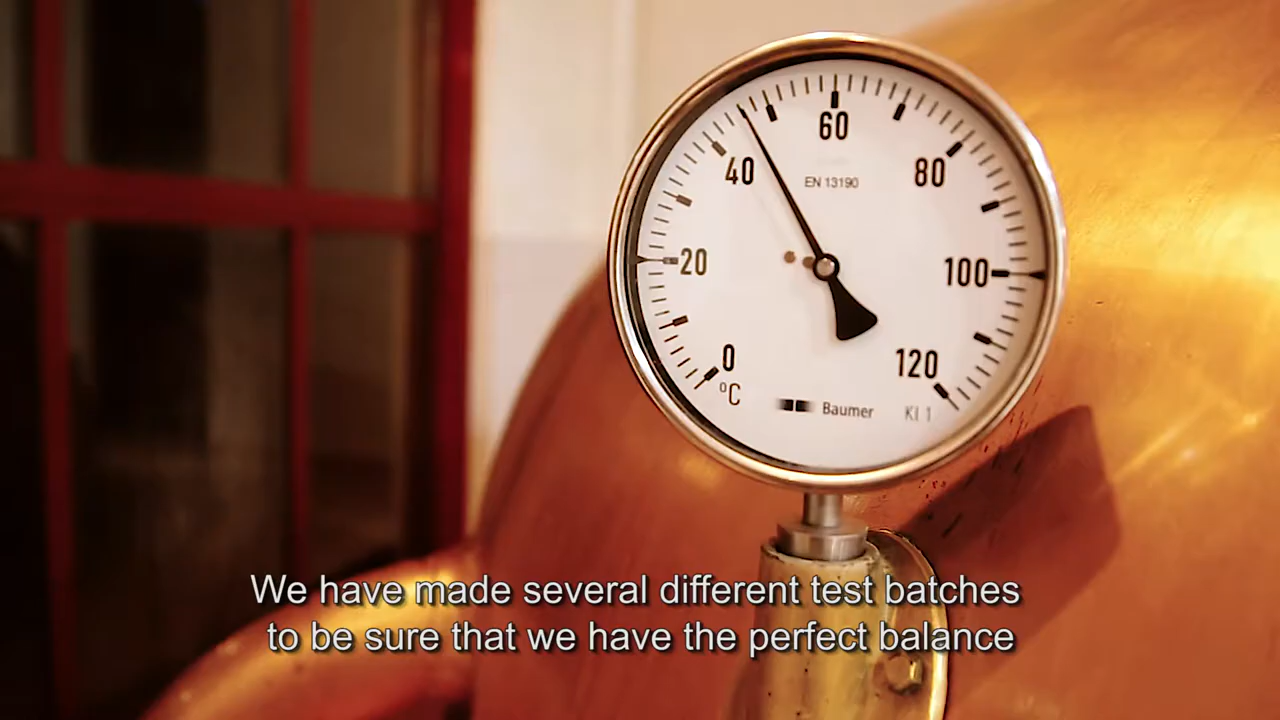 60
40
80
EN 13190
20
100
0
120
°C
Baumer
Kl 1
We have made several different test batches
to be sure that we have the perfect balance